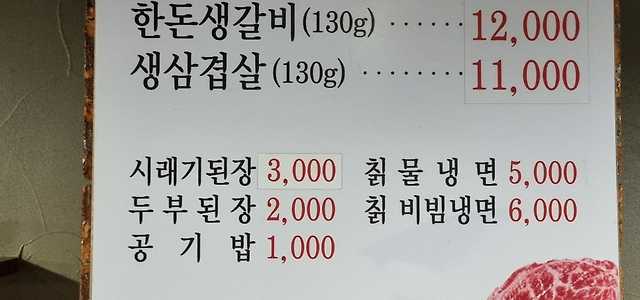 한돈생갈비(130g) ······ 12,000
생삼겹살(130g) ········ 11,000
시래기된장 3,000 칡물냉면 5,000
두부된장 2,000 칡비빔냉면 6,000
공기밥 1,000